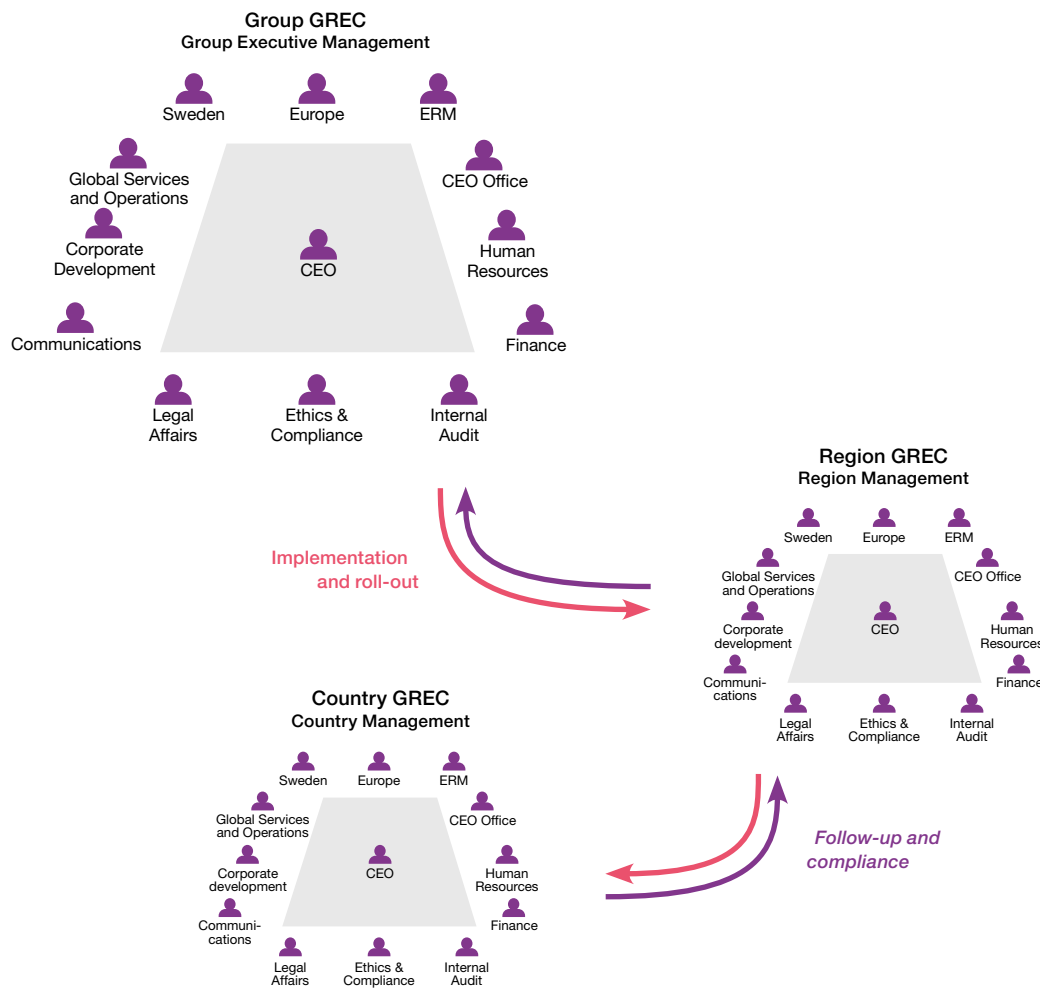 Group GREC
Group Executive Management
Sweden
Europe
ERM
Global Services
and Operations
CEO Office
Corporate
Development
CEO
Human
Resources
Communications
Finance
Legal
Affairs
Ethics &
Compliance
Internal
Audit
Implementation
and roll-out
Region GREC
Region Management
Sweden
Europe
ERM
Global Services
and Operations
CEO Office
Corporate
development
CEO
Human
Resources
Communi-
cations
Finance
Legal
Affairs
Ethics &
Compliance
Internal
Audit
Country GREC
Country Management
Sweden
Europe
ERM
Global Services
and Operations
CEO Office
Corporate
development
CEO
Human
Resources
Communi-
cations
Finance
Legal
Affairs
Ethics &
Compliance
Internal
Audit
Follow-up and
compliance